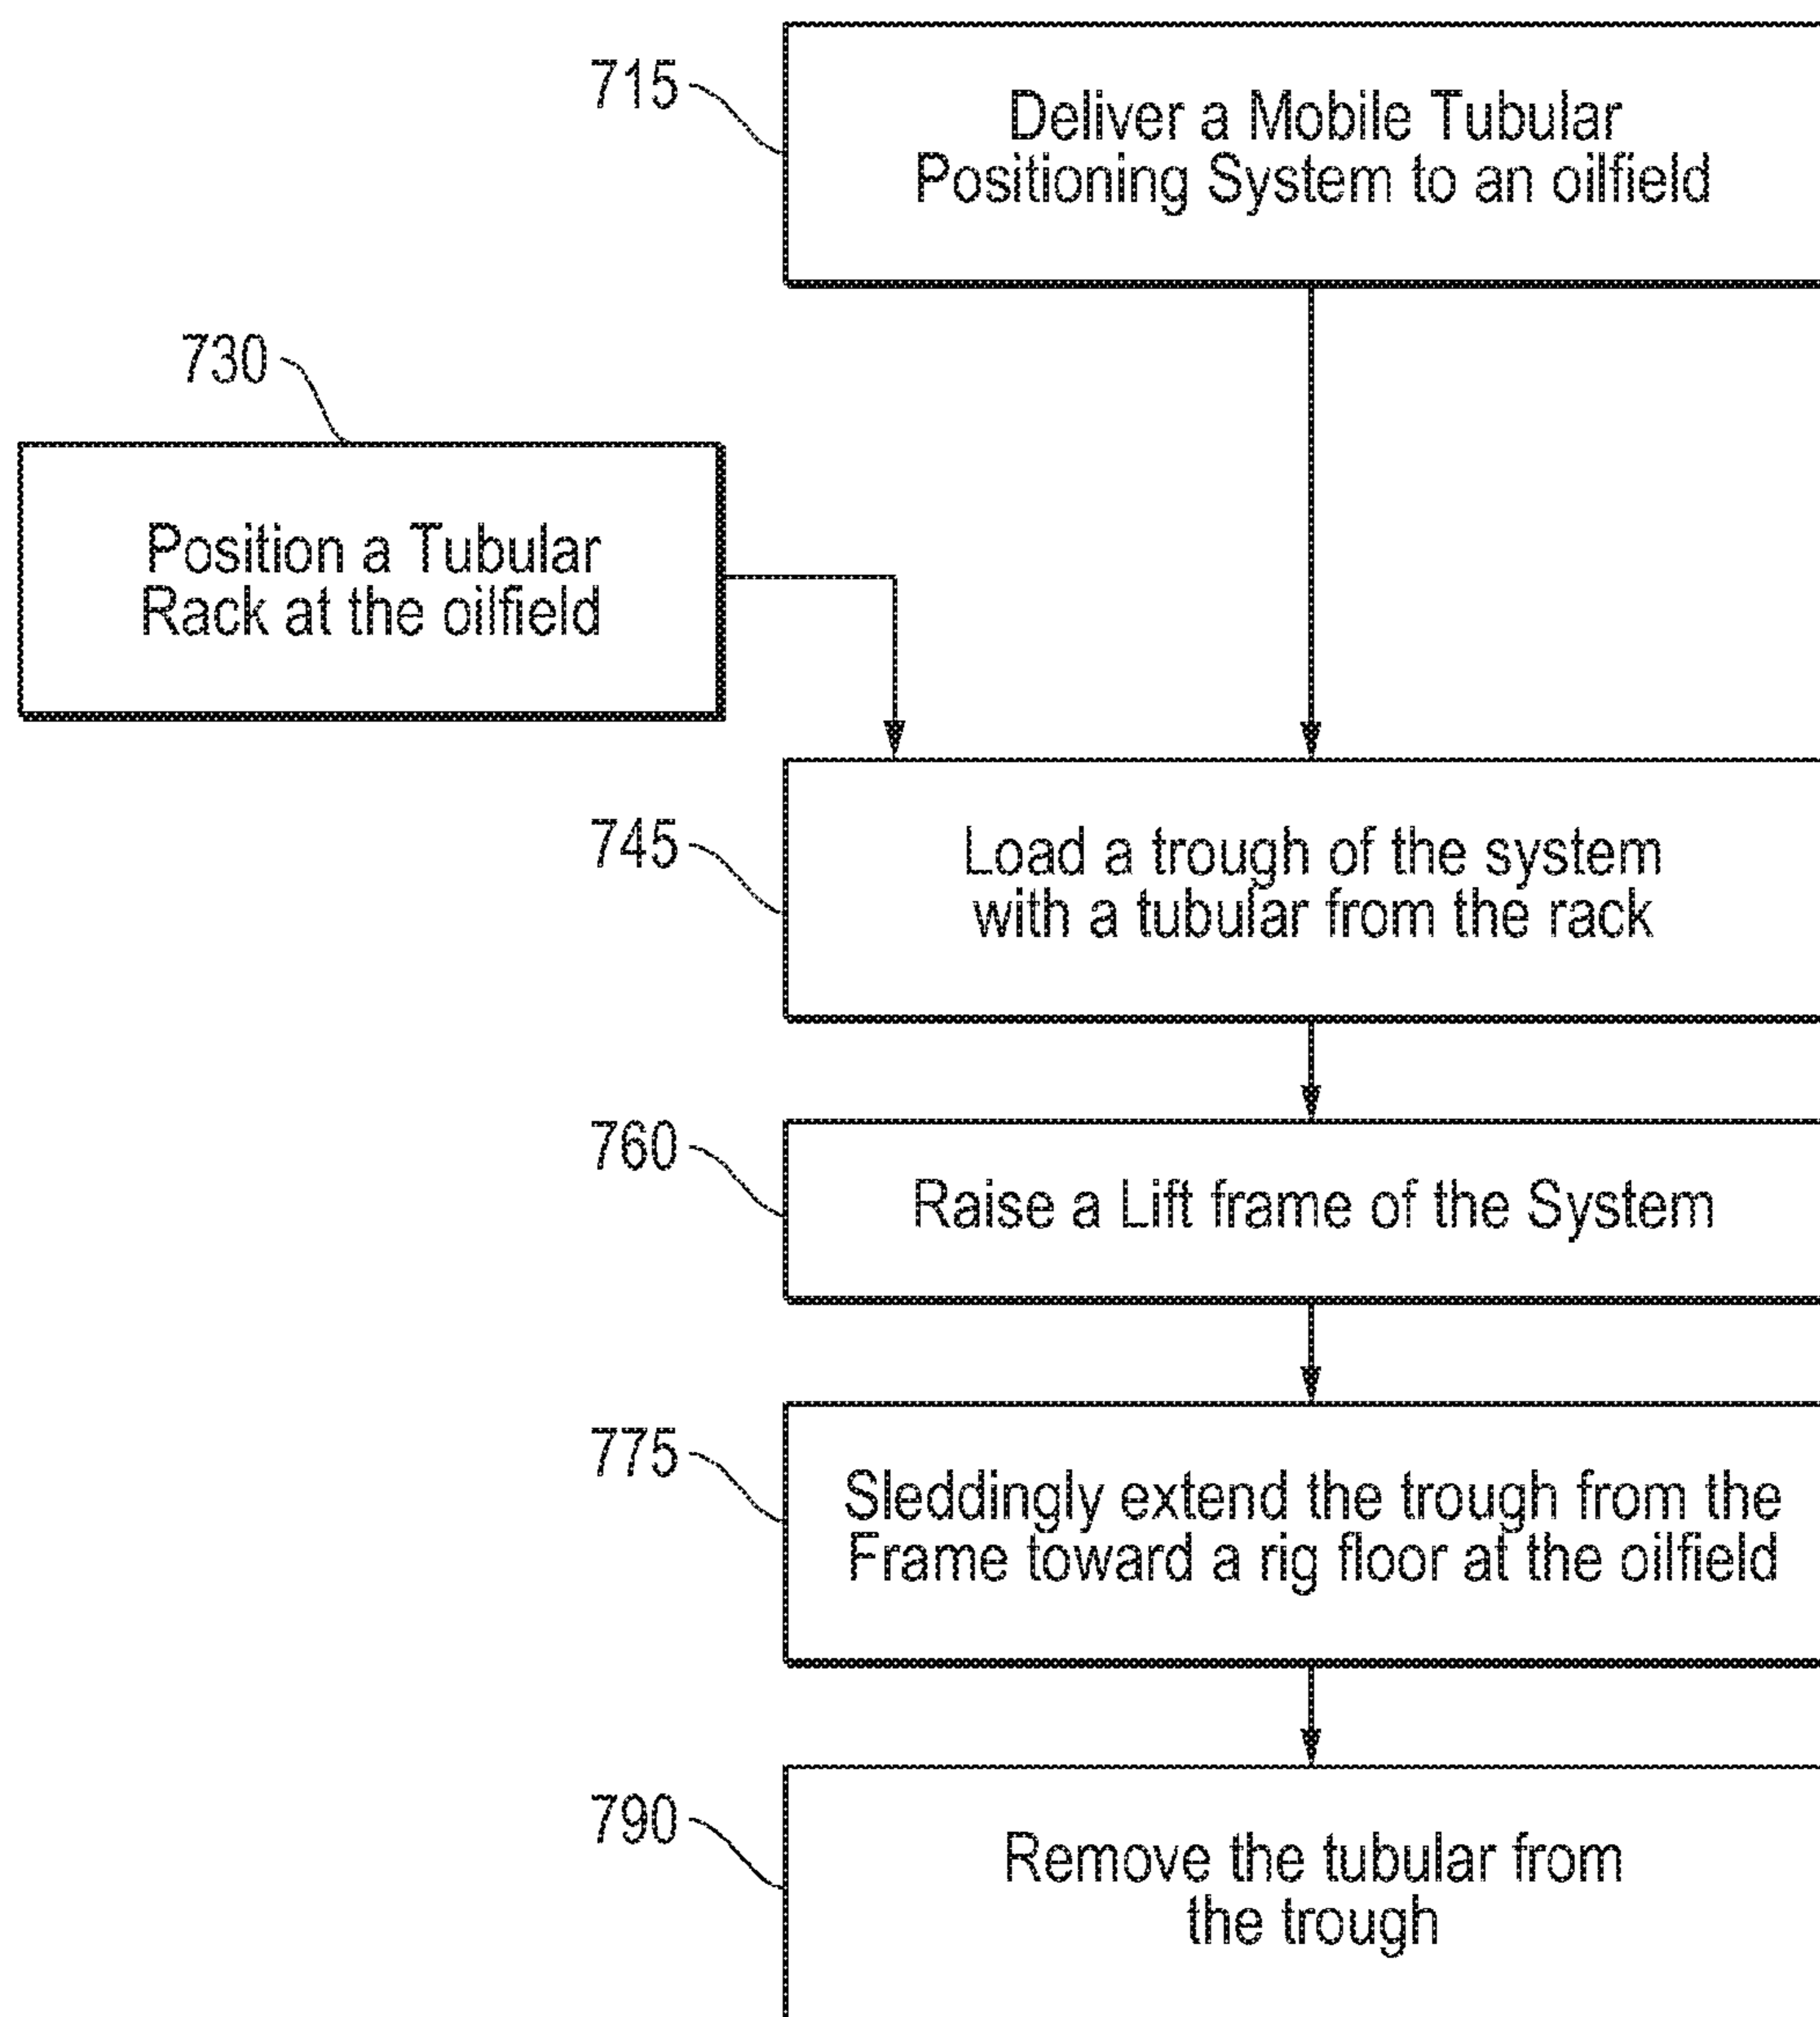 715
Deliver a Mobile Tubular
Positioning System to an oilfield
730
Position a Tubular
Rack at the oilfield
745
Load a trough of the system
with a tubular from the rack
760
Raise a Lift frame of the System
775
Sleddingly extend the trough from the
Frame toward a rig floor at the oilfield
790
Remove the tubular from
the trough